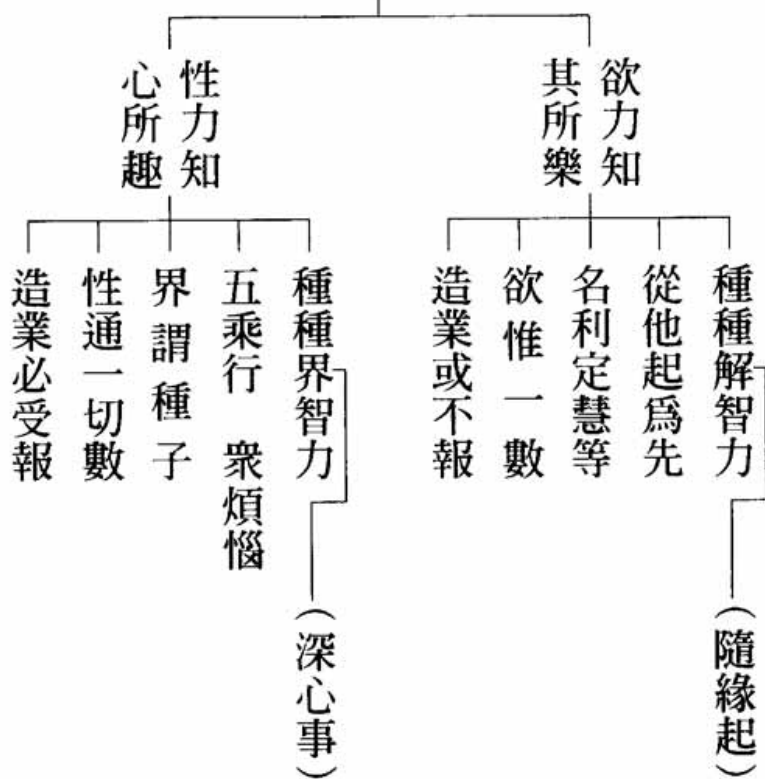 欲力知
其所樂
種種解智力
（隨緣起）
從他起爲先
名利定慧等
欲惟一數
造業或不報
性力知
心所趣
種種界智力
（深心事）
五乘行　衆煩惱
界謂種子
性通一切數
造業必受報